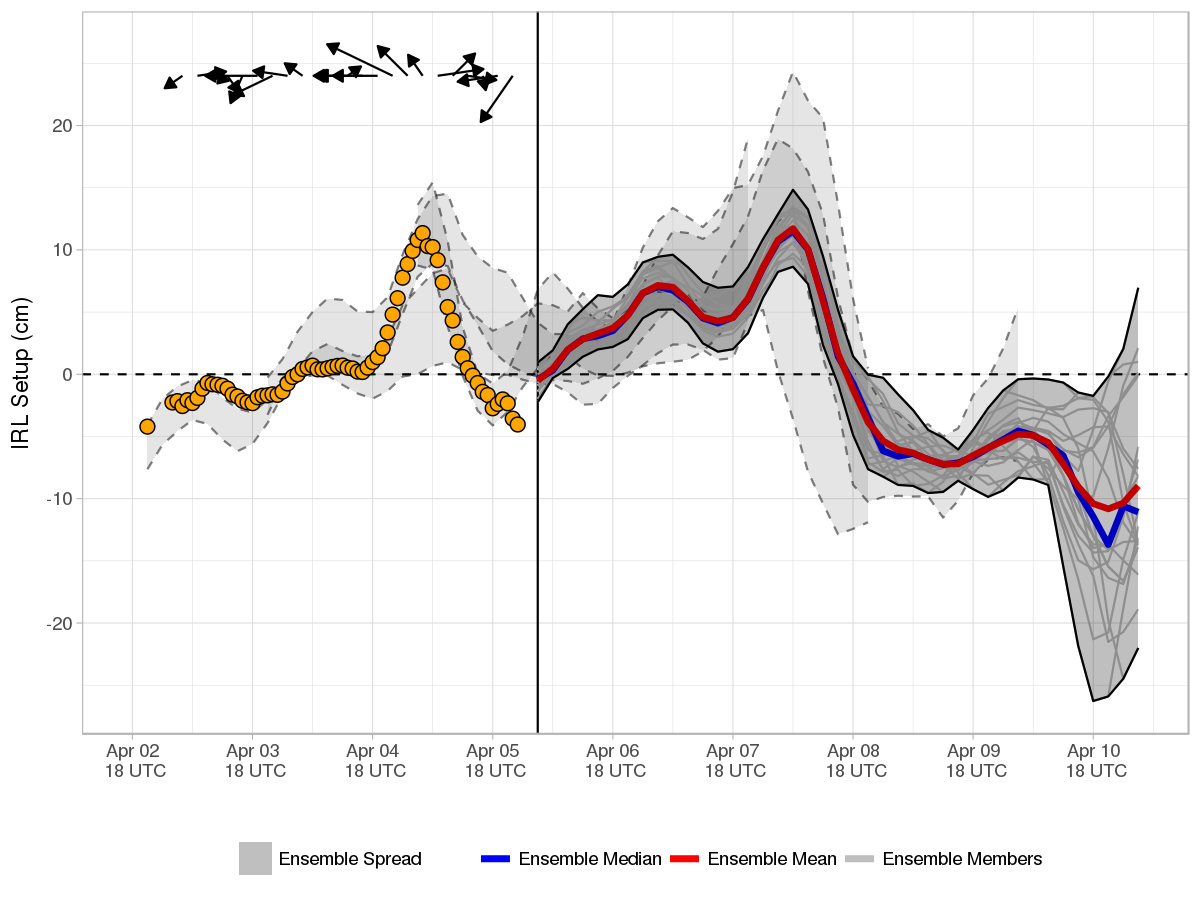 IRL Setup (cm)
20
10
0
-10
-20
Apr 02
18 UTC
Apr 03
18 UTC
Apr 04
18 UTC
Apr 05
18 UTC
Apr 06
18 UTC
Apr 07
18 UTC
Apr 08
18 UTC
Apr 09
18 UTC
Apr 10
18 UTC
Ensemble Spread
Ensemble Median
Ensemble Mean
Ensemble Members